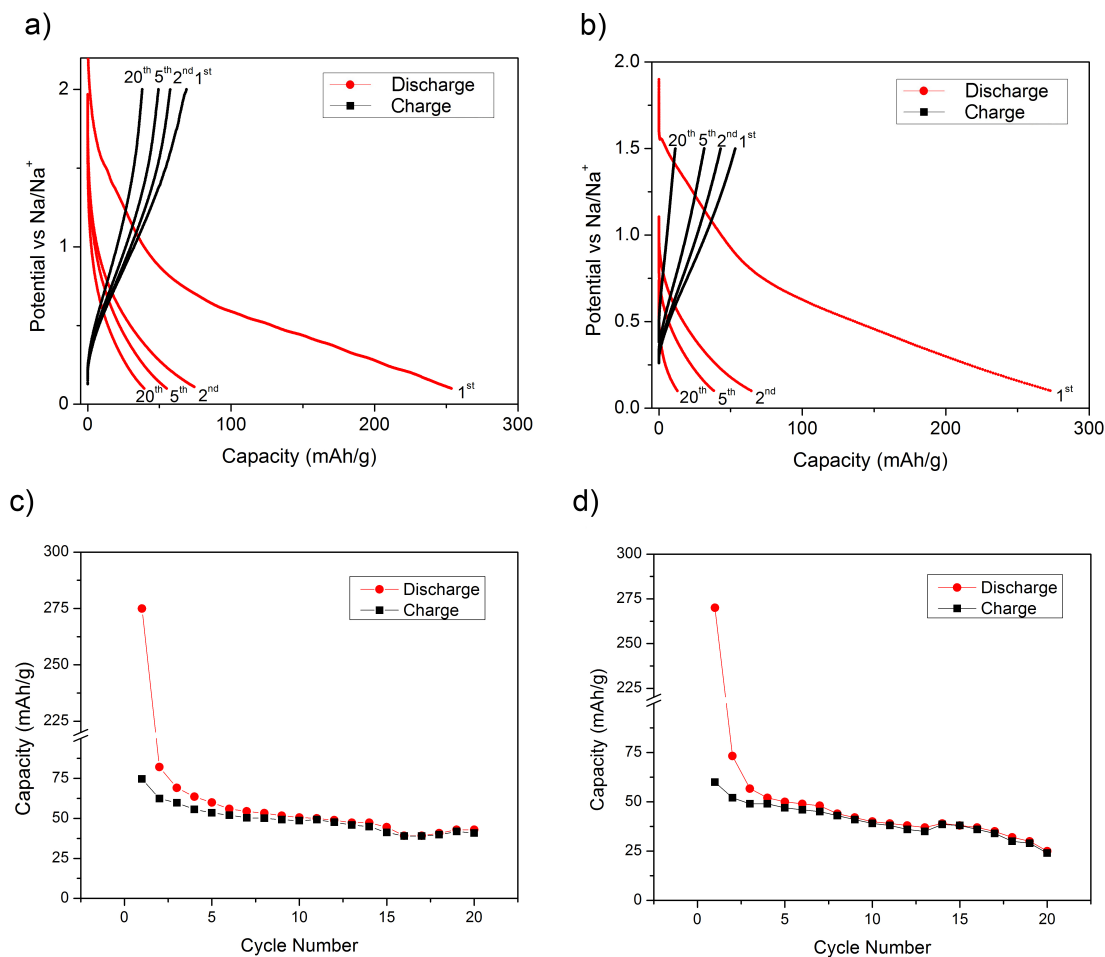 a)
20th 5th 2nd 1st
Discharge
Charge
2
1
0
Potential vs Na/Na+
20th 5th 2nd 1st
0 100 200 300
Capacity (mAh/g)
b)
2.0
1.5
1.0
0.5
0.0
Potential vs Na/Na+
Discharge
Charge
20th 5th 2nd 1st
20th 5th 2nd 1st
0 100 200 300
Capacity (mAh/g)
c)
300
275
250
225
75
50
25
0
Capacity (mAh/g)
Discharge
Charge
0 5 10 15 20
Cycle Number
d)
300
275
250
225
75
50
25
0
Capacity (mAh/g)
Discharge
Charge
0 5 10 15 20
Cycle Number